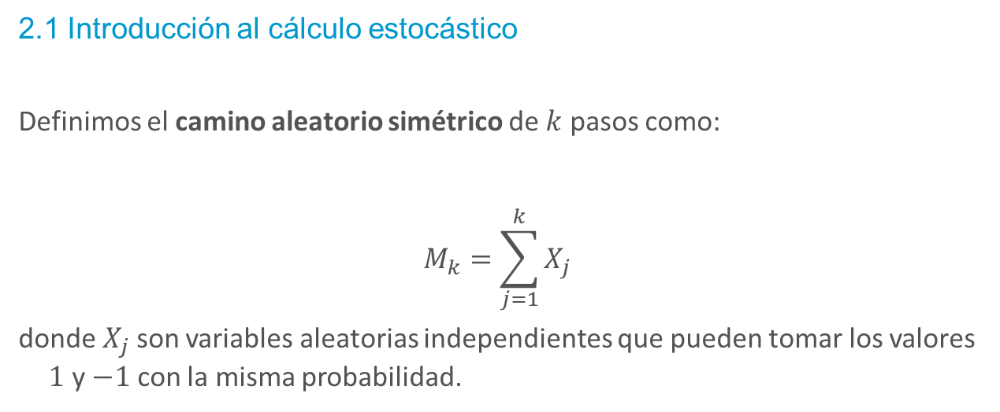 2.1 Introducción al cálculo estocástico
Definimos el camino aleatorio simétrico de k pasos como:
M_k = \sum_{j=1}^{k} X_j
donde X_j son variables aleatorias independientes que pueden tomar los valores
1 y −1 con la misma probabilidad.